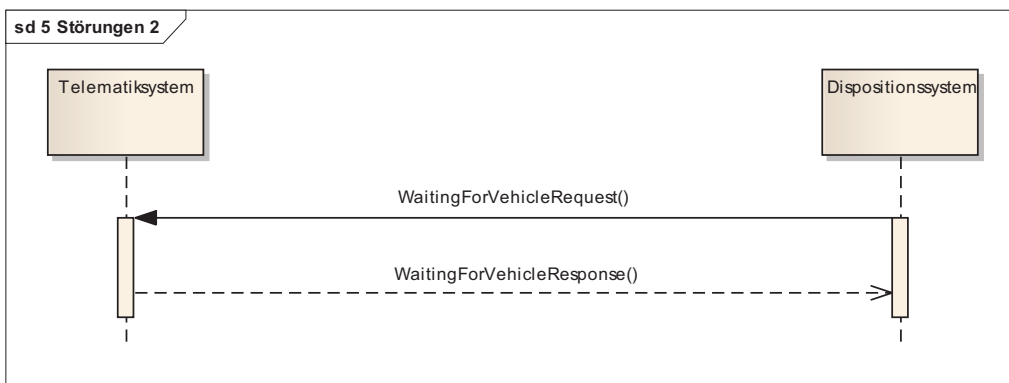 sd 5 Störungen 2
Telematiksystem
Dispositionssystem
WaitingForVehicleRequest()
WaitingForVehicleResponse()